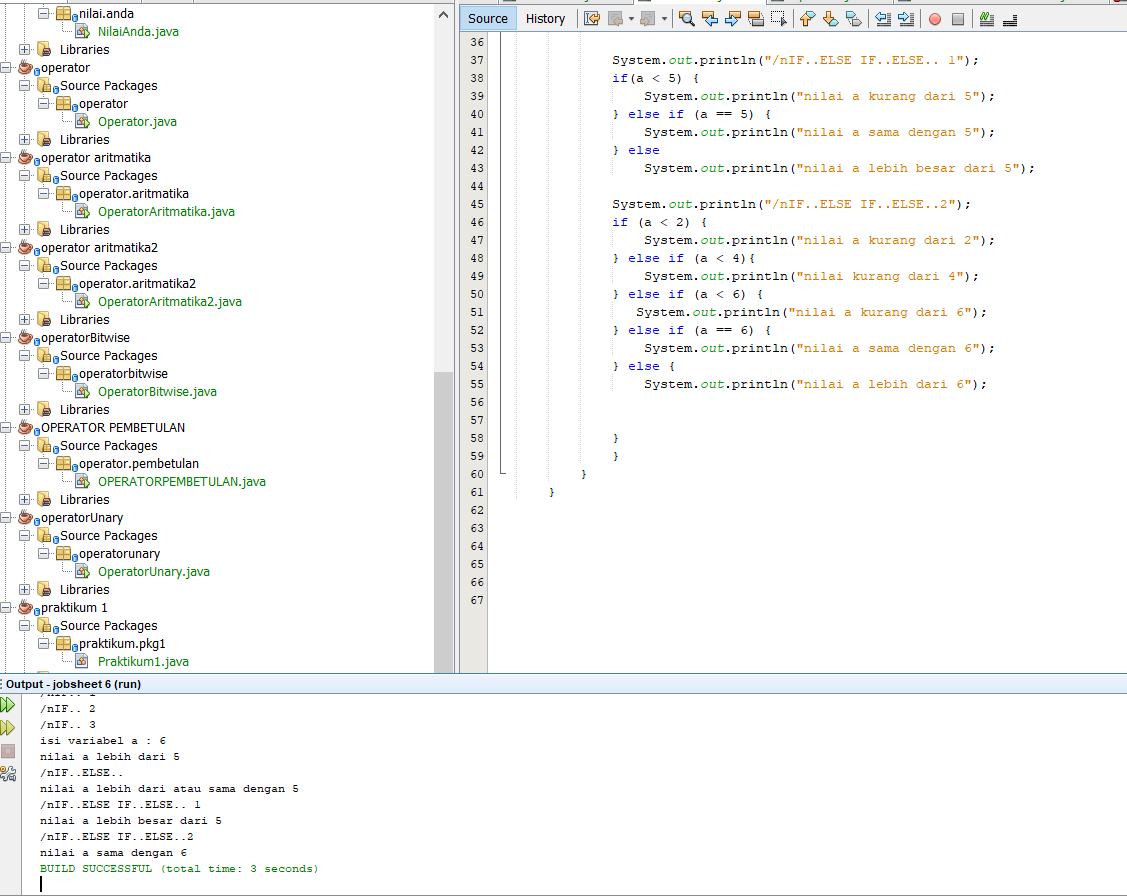 nilai.anda
NilaiAnda.java
Libraries
operator
Source Packages
operator
Operator.java
Libraries
operator aritmatika
Source Packages
operator.aritmatika
OperatorAritmatika.java
Libraries
operator aritmatika2
Source Packages
operator.aritmatika2
OperatorAritmatika2.java
Libraries
operatorBitwise
Source Packages
operatorbitwise
OperatorBitwise.java
Libraries
OPERATOR PEMBETULAN
Source Packages
operator.pembetulan
OPERATORPEMBETULAN.java
Libraries
operatorUnary
Source Packages
operatorunary
OperatorUnary.java
Libraries
praktikum 1
Source Packages
praktikum.pkg1
Praktikum1.java
Source History
36
37 System.out.println("/nIF..ELSE IF..ELSE.. 1");
38 if(a < 5) {
39 System.out.println("nilai a kurang dari 5");
40 } else if (a == 5) {
41 System.out.println("nilai a sama dengan 5");
42 } else
43 System.out.println("nilai a lebih besar dari 5");
44
45 System.out.println("/nIF..ELSE IF..ELSE..2");
46 if (a < 2) {
47 System.out.println("nilai a kurang dari 2");
48 } else if (a < 4){
49 System.out.println("nilai kurang dari 4");
50 } else if (a < 6) {
51 System.out.println("nilai a kurang dari 6");
52 } else if (a == 6) {
53 System.out.println("nilai a sama dengan 6");
54 } else {
55 System.out.println("nilai a lebih dari 6");
56
57
58 }
59 }
60 }
61 }
62
63
64
65
66
67
Output - jobsheet 6 (run)
/nIF.. 1
/nIF.. 2
/nIF.. 3
isi variabel a : 6
nilai a lebih dari 5
/nIF..ELSE..
nilai a lebih dari atau sama dengan 5
/nIF..ELSE IF..ELSE.. 1
nilai a lebih besar dari 5
/nIF..ELSE IF..ELSE..2
nilai a sama dengan 6
BUILD SUCCESSFUL (total time: 3 seconds)